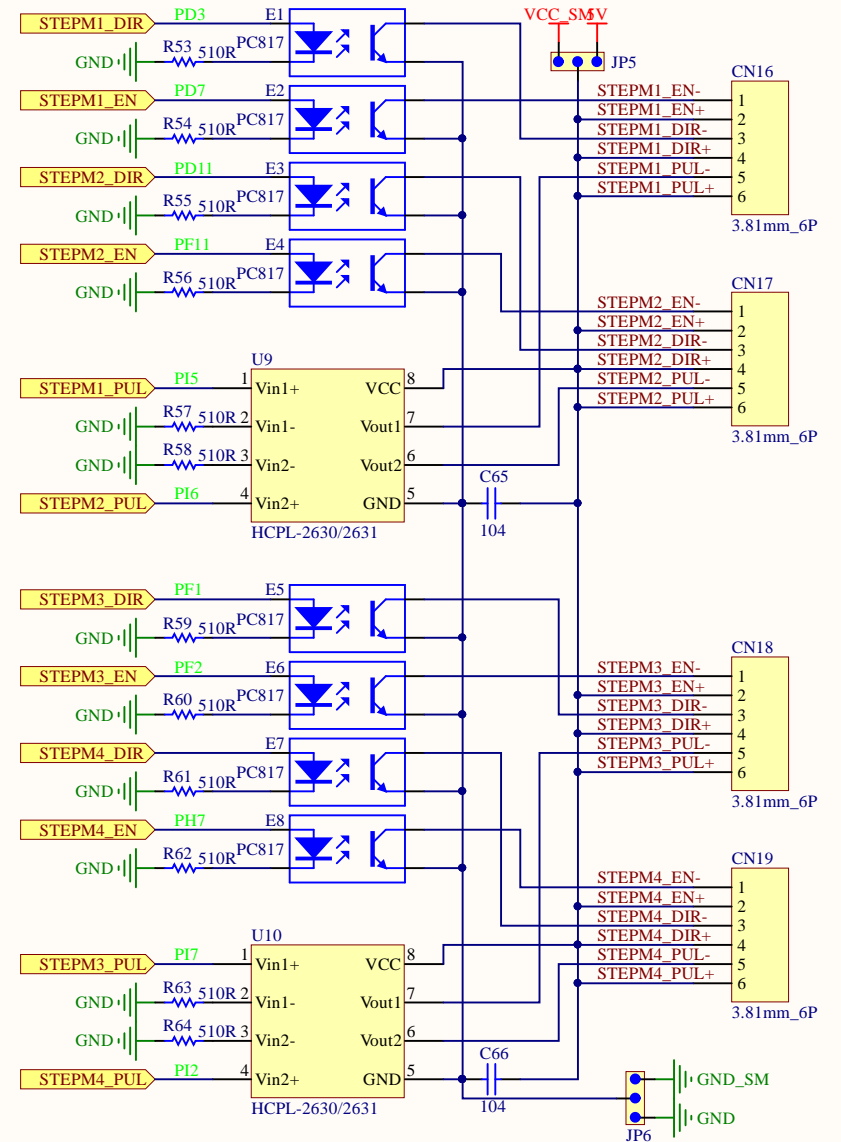 STEPM1_DIR PD3 E1 VCC_SM 5V
R53 510R PC817 GND JP5
STEPM1_EN PD7 E2
R54 510R PC817 GND
STEPM2_DIR PD11 E3
R55 510R PC817 GND
STEPM2_EN PF11 E4
R56 510R PC817 GND
CN16
STEPM1_EN- 1
STEPM1_EN+ 2
STEPM1_DIR- 3
STEPM1_DIR+ 4
STEPM1_PUL- 5
STEPM1_PUL+ 6
3.81mm_6P
CN17
STEPM2_EN- 1
STEPM2_EN+ 2
STEPM2_DIR- 3
STEPM2_DIR+ 4
STEPM2_PUL- 5
STEPM2_PUL+ 6
3.81mm_6P
U9
STEPM1_PUL PI5 1 Vin1+ VCC 8
GND R57 510R 2 Vin1- Vout1 7
GND R58 510R 3 Vin2- Vout2 6
STEPM2_PUL PI6 4 Vin2+ GND 5
HCPL-2630/2631
C65
104
STEPM3_DIR PF1 E5
R59 510R PC817 GND
STEPM3_EN PF2 E6
R60 510R PC817 GND
STEPM4_DIR PD13 E7
R61 510R PC817 GND
STEPM4_EN PH7 E8
R62 510R PC817 GND
CN18
STEPM3_EN- 1
STEPM3_EN+ 2
STEPM3_DIR- 3
STEPM3_DIR+ 4
STEPM3_PUL- 5
STEPM3_PUL+ 6
3.81mm_6P
CN19
STEPM4_EN- 1
STEPM4_EN+ 2
STEPM4_DIR- 3
STEPM4_DIR+ 4
STEPM4_PUL- 5
STEPM4_PUL+ 6
3.81mm_6P
U10
STEPM3_PUL PI7 1 Vin1+ VCC 8
GND R63 510R 2 Vin1- Vout1 7
GND R64 510R 3 Vin2- Vout2 6
STEPM4_PUL PI2 4 Vin2+ GND 5
HCPL-2630/2631
C66
104
GND_SM
GND
JP6